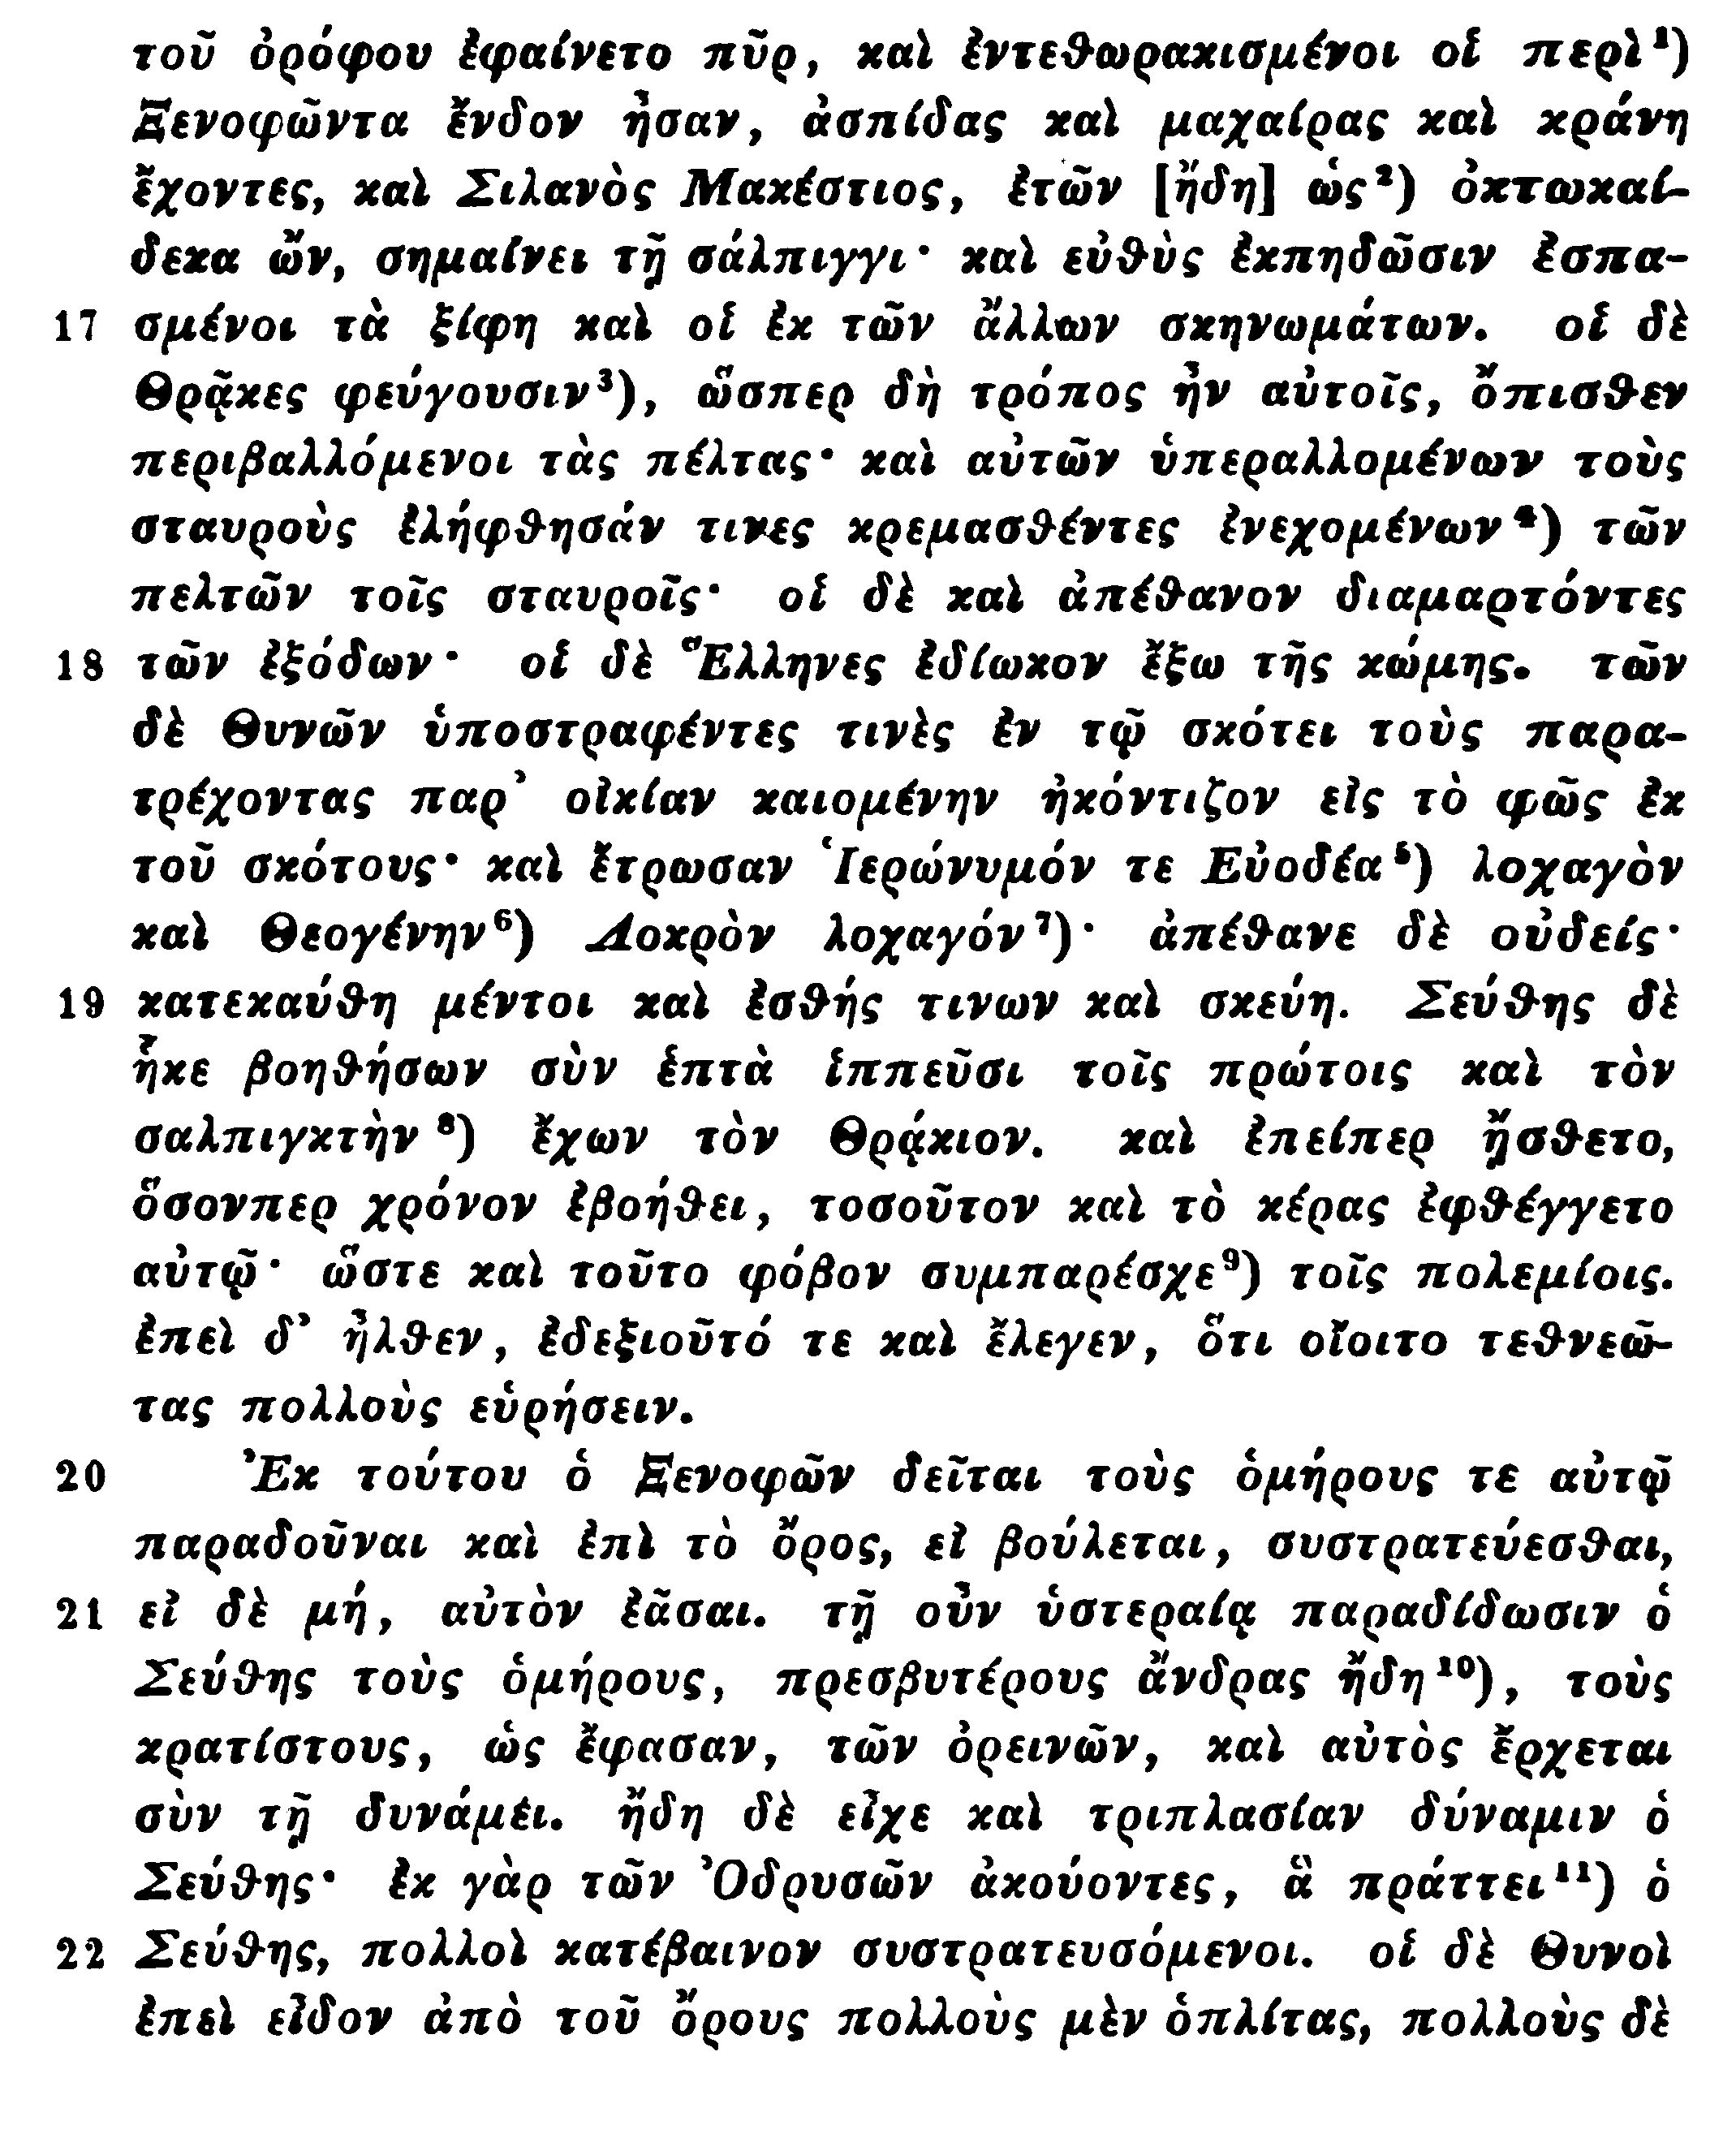 τοῦ ὀρόφου ἐφαίνετο πῦρ, καὶ ἐντεθωρακισμένοι οἱ περὶ¹)
Ξενοφῶντα ἔνδον ἦσαν, ἀσπίδας καὶ μαχαίρας καὶ κράνη
ἔχοντες, καὶ Σιλανὸς Μακέστιος, ἐτῶν [ἤδη] ὡς²) ὀκτωκαί-
δεκα ὤν, σημαίνει τῇ σάλπιγγι· καὶ εὐθὺς ἐκπηδῶσιν ἐσπα-
17 σμένοι τὰ ξίφη καὶ οἱ ἐκ τῶν ἄλλων σκηνωμάτων. οἱ δὲ
Θρᾷκες φεύγουσιν³), ὥσπερ δὴ τρόπος ἦν αὐτοῖς, ὄπισθεν
περιβαλλόμενοι τὰς πέλτας· καὶ αὐτῶν ὑπεραλλομένων τοὺς
σταυροὺς ἐλήφθησάν τινες κρεμασθέντες ἐνεχομένων⁴) τῶν
πελτῶν τοῖς σταυροῖς· οἱ δὲ καὶ ἀπέθανον διαμαρτόντες
18 τῶν ἐξόδων· οἱ δὲ Ἕλληνες ἐδίωκον ἔξω τῆς κώμης. τῶν
δὲ Θυνῶν ὑποστραφέντες τινὲς ἐν τῷ σκότει τοὺς παρα-
τρέχοντας παρ᾽ οἰκίαν καιομένην ἠκόντιζον εἰς τὸ φῶς ἐκ
τοῦ σκότους· καὶ ἔτρωσαν Ἱερώνυμόν τε Εὐοδέα⁵) λοχαγὸν
καὶ Θεογένην⁶) Λοκρὸν λοχαγόν⁷)· ἀπέθανε δὲ οὐδείς·
19 κατεκαύθη μέντοι καὶ ἐσθής τινων καὶ σκεύη. Σεύθης δὲ
ἧκε βοηθήσων σὺν ἑπτὰ ἱππεῦσι τοῖς πρώτοις καὶ τὸν
σαλπιγκτὴν⁸) ἔχων τὸν Θρᾴκιον. καὶ ἐπείπερ ᾔσθετο,
ὅσονπερ χρόνον ἐβοήθει, τοσοῦτον καὶ τὸ κέρας ἐφθέγγετο
αὐτῷ· ὥστε καὶ τοῦτο φόβον συμπαρέσχε⁹) τοῖς πολεμίοις.
ἐπεὶ δ᾽ ἦλθεν, ἐδεξιοῦτό τε καὶ ἔλεγεν, ὅτι οἴοιτο τεθνεῶ-
τας πολλοὺς εὑρήσειν.
20 Ἐκ τούτου ὁ Ξενοφῶν δεῖται τοὺς ὁμήρους τε αὐτῷ
παραδοῦναι καὶ ἐπὶ τὸ ὄρος, εἰ βούλεται, συστρατεύεσθαι,
21 εἰ δὲ μή, αὐτὸν ἐᾶσαι. τῇ οὖν ὑστεραίᾳ παραδίδωσιν ὁ
Σεύθης τοὺς ὁμήρους, πρεσβυτέρους ἄνδρας ἤδη¹⁰), τοὺς
κρατίστους, ὡς ἔφασαν, τῶν ὀρεινῶν, καὶ αὐτὸς ἔρχεται
σὺν τῇ δυνάμει. ἤδη δὲ εἶχε καὶ τριπλασίαν δύναμιν ὁ
Σεύθης· ἐκ γὰρ τῶν Ὀδρυσῶν ἀκούοντες, ἃ πράττει¹¹) ὁ
22 Σεύθης, πολλοὶ κατέβαινον συστρατευσόμενοι. οἱ δὲ Θυνοὶ
ἐπεὶ εἶδον ἀπὸ τοῦ ὄρους πολλοὺς μὲν ὁπλίτας, πολλοὺς δὲ